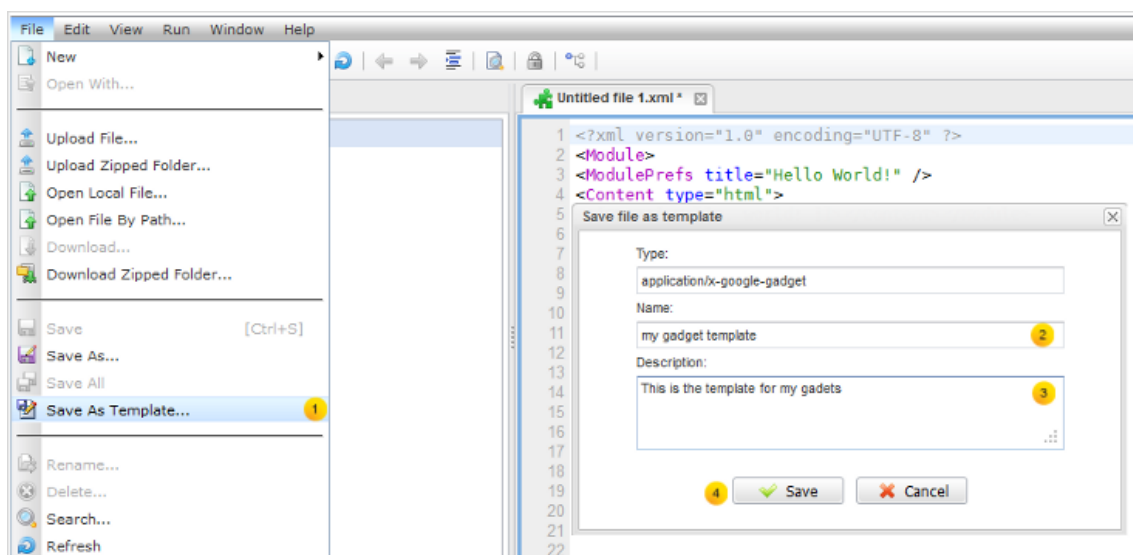 File Edit View Run Window Help
New
Open With...
Upload File...
Upload Zipped Folder...
Open Local File...
Open File By Path...
Download...
Download Zipped Folder...
Save [Ctrl+S]
Save As...
Save All
Save As Template... 1
Rename...
Delete...
Search...
Refresh
Untitled file 1.xml *
1 <?xml version="1.0" encoding="UTF-8" ?>
2 <Module>
3 <ModulePrefs title="Hello World!" />
4 <Content type="html">
5
6
7
8
9
10
11
12
13
14
15
16
17
18
19
20
21
22
Save file as template
Type:
application/x-google-gadget
Name:
my gadget template 2
Description:
This is the template for my gadets 3
4 Save Cancel